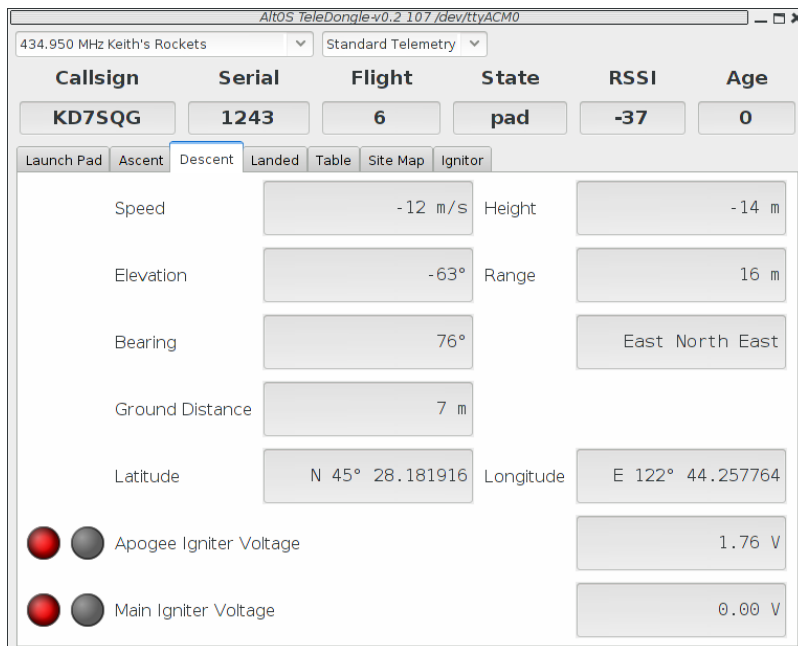 AltOS TeleDongle-v0.2 107 /dev/ttyACM0
434.950 MHz Keith's Rockets Standard Telemetry
Callsign Serial Flight State RSSI Age
KD7SQG 1243 6 pad -37 0
Launch Pad Ascent Descent Landed Table Site Map Ignitor
Speed -12 m/s Height -14 m
Elevation -63° Range 16 m
Bearing 76° East North East
Ground Distance 7 m
Latitude N 45° 28.181916 Longitude E 122° 44.257764
Apogee Igniter Voltage 1.76 V
Main Igniter Voltage 0.00 V